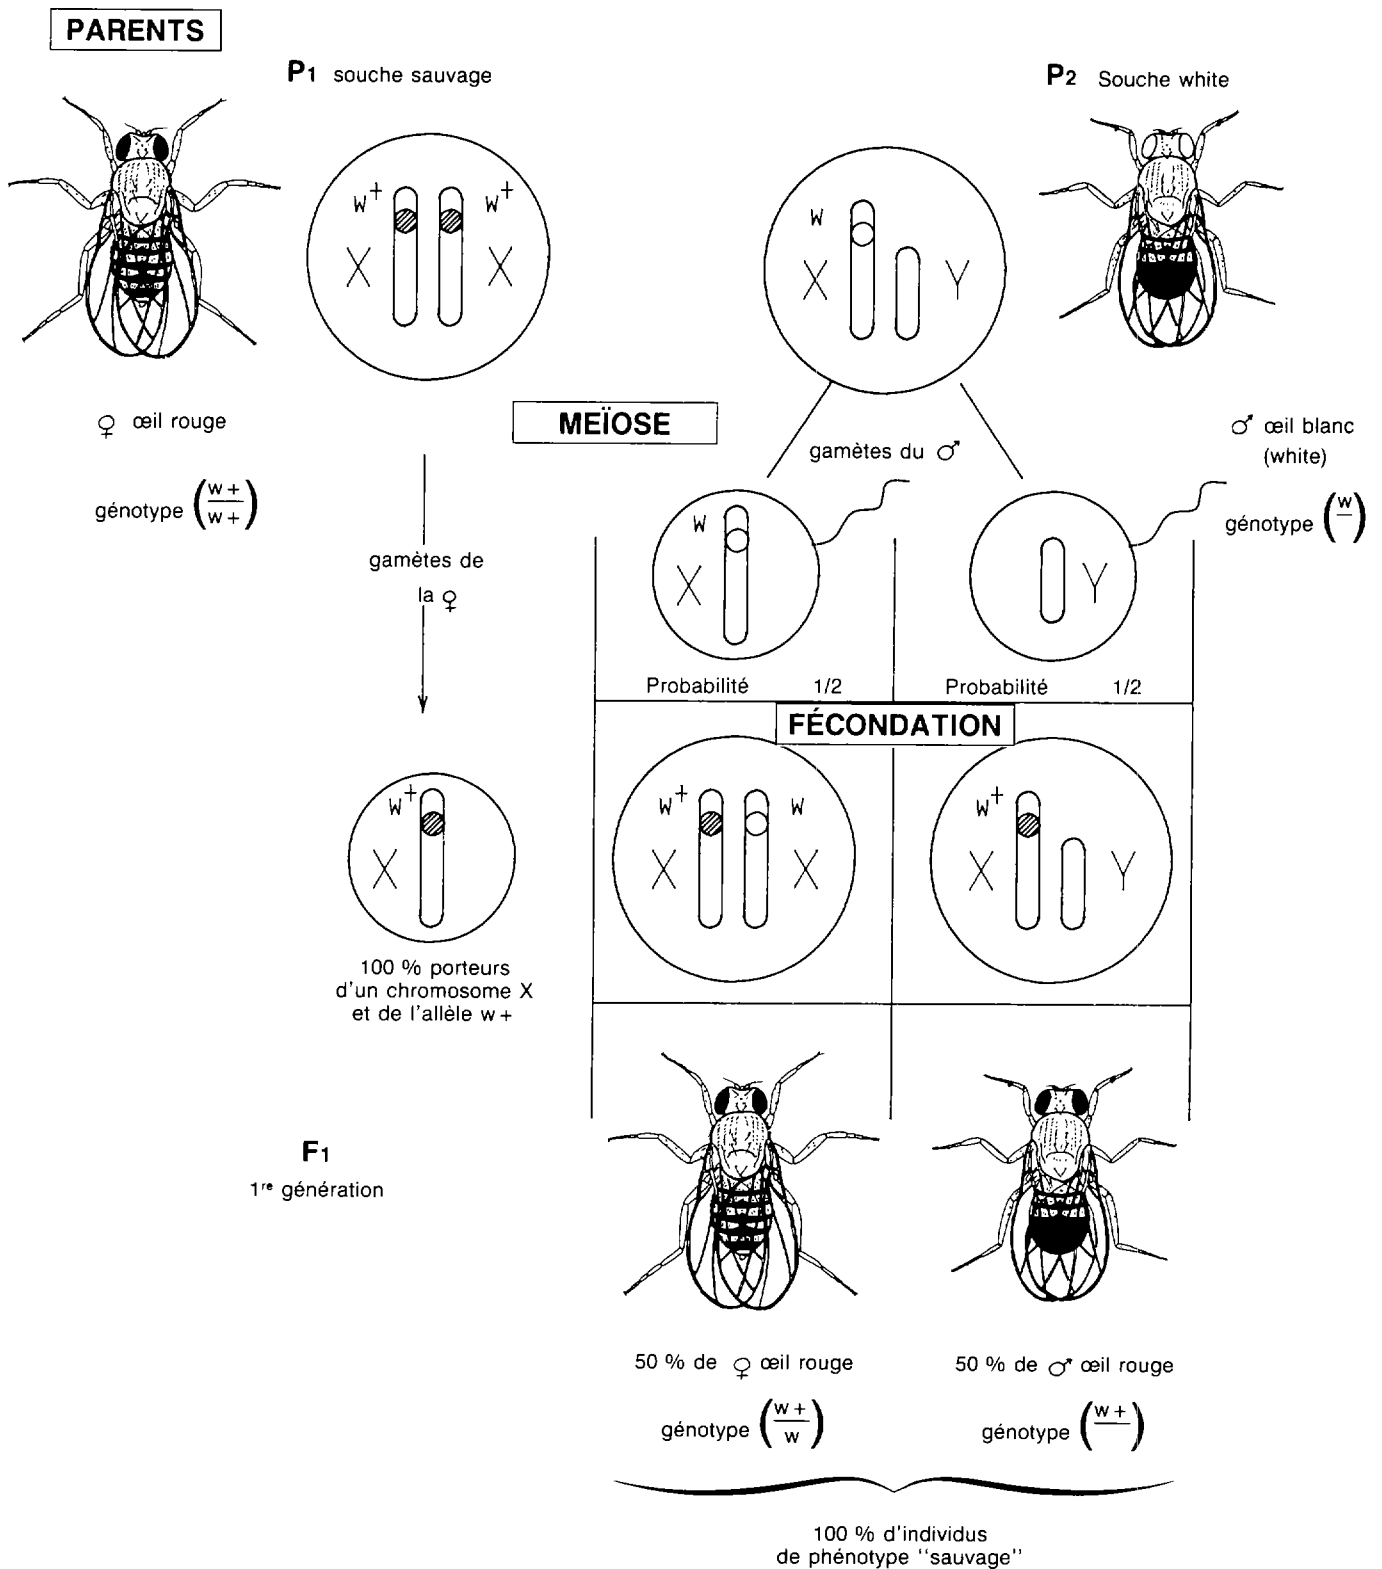 PARENTS
P1 souche sauvage
P2 Souche white
w+ w+
X X
w
X Y
♀ œil rouge
génotype (w+/w+)
MEÏOSE
gamètes du ♂
♂ œil blanc
(white)
génotype (w/)
gamètes de
la ♀
w
X
Y
Probabilité 1/2
Probabilité 1/2
FÉCONDATION
w+
X
w+ w
X X
w+
X Y
100 % porteurs
d'un chromosome X
et de l'allèle w+
F1
1re génération
50 % de ♀ œil rouge
génotype (w+/w)
50 % de ♂ œil rouge
génotype (w+/)
100 % d'individus
de phénotype "sauvage"